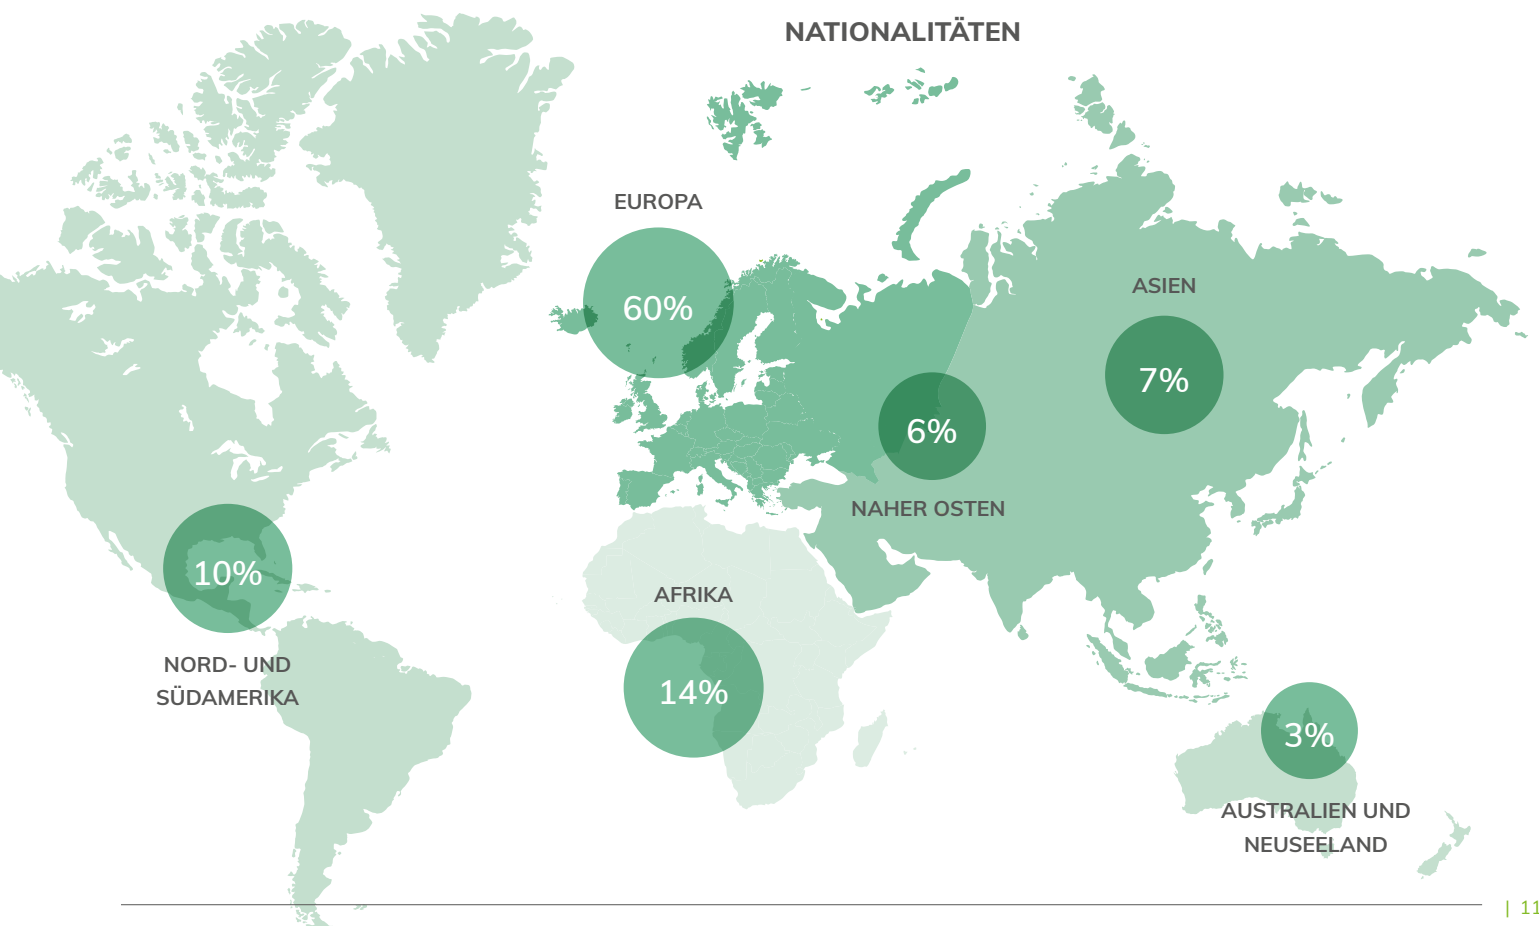 NATIONALITÄTEN
EUROPA
60%
ASIEN
7%
6%
NAHER OSTEN
10%
NORD- UND
SÜDAMERIKA
AFRIKA
14%
3%
AUSTRALIEN UND
NEUSEELAND
| 11